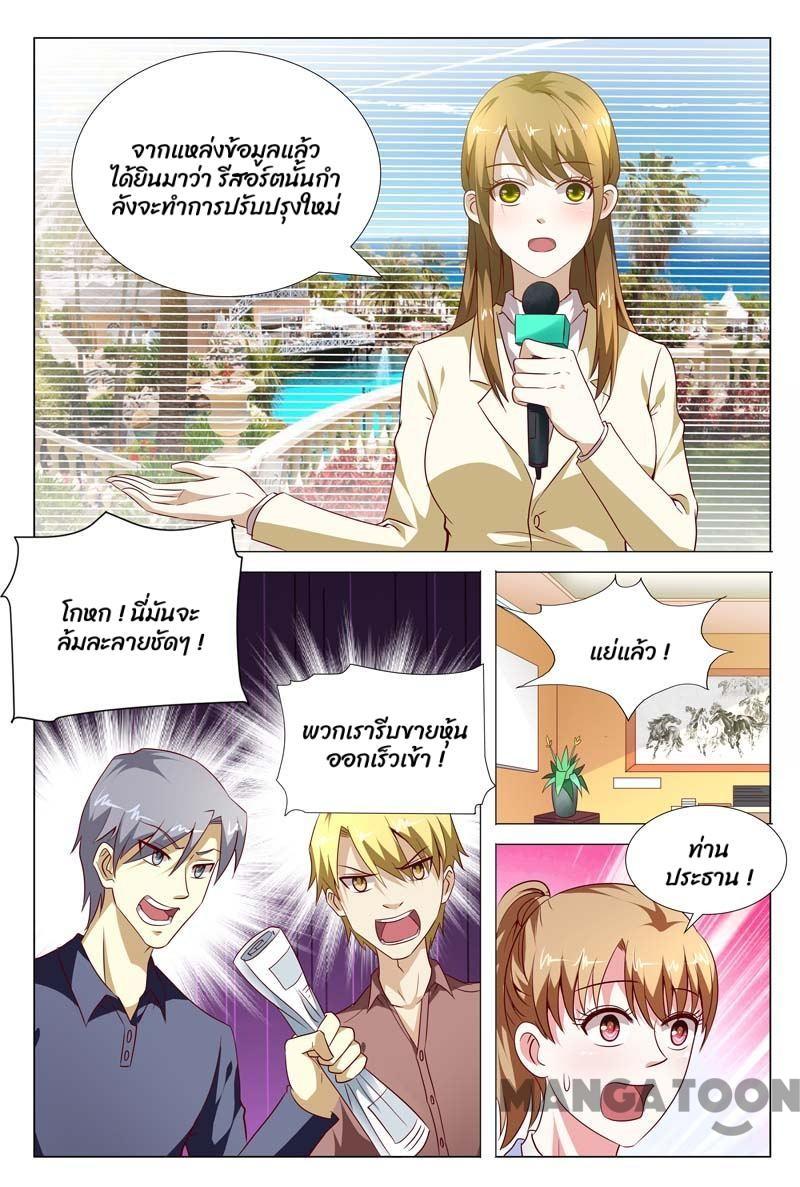 จากแหล่งข้อมูลแล้ว
ได้ยินมาว่า รีสอร์ตนั้นกำ
ลังจะทำการปรับปรุงใหม่
โกหก ! นี่มันจะ
ล้มละลายชัดๆ !
พวกเรารีบขายหุ้น
ออกเร็วเข้า !
แย่แล้ว !
ท่าน
ประธาน !
MANGATOON